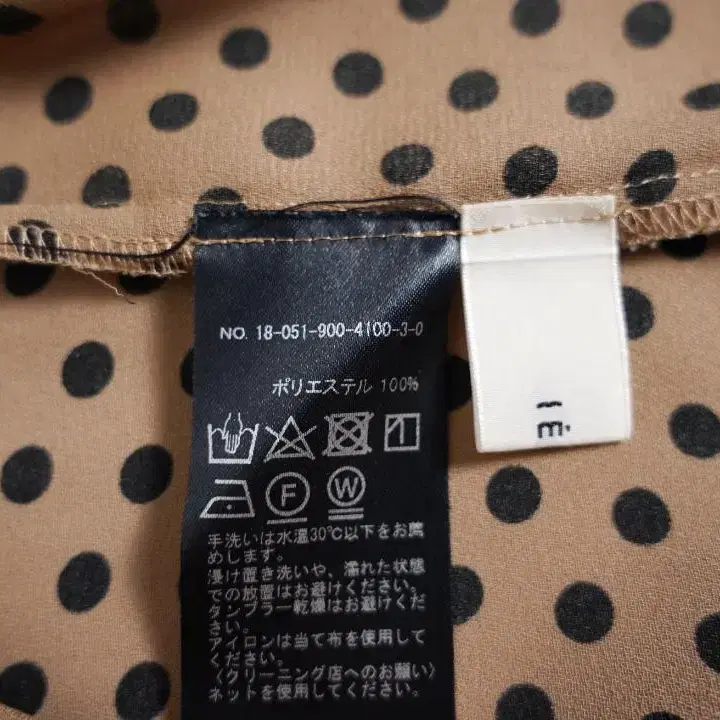 NO. 18-051-900-4100-3-0
ポリエステル 100%
F W
手洗いは水温30℃以下をお薦
めします。
浸け置き洗いや、濡れた状態
での放置はお避けください。
タンブラー乾燥はお避けくだ
さい。
アイロンは当て布を使用して
ください。
〈クリーニング店へのお願い〉
ネットを使用してください。